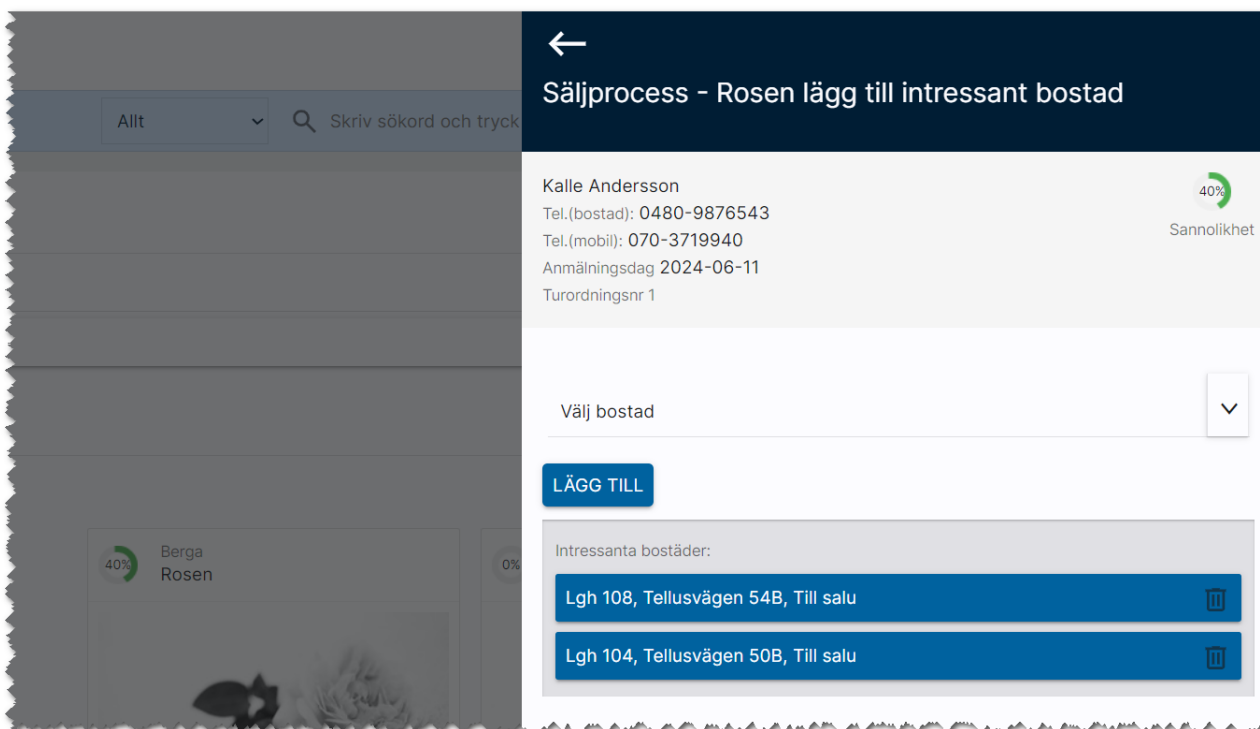 Säljprocess - Rosen lägg till intressant bostad
Allt
Skriv sökord och tryck
Kalle Andersson
Tel.(bostad): 0480-9876543
Tel.(mobil): 070-3719940
Anmälningsdag 2024-06-11
Turordningsnr 1
40%
Sannolikhet
Välj bostad
LÄGG TILL
Intressanta bostäder:
Lgh 108, Tellusvägen 54B, Till salu
Lgh 104, Tellusvägen 50B, Till salu
40%
Berga
Rosen
0%